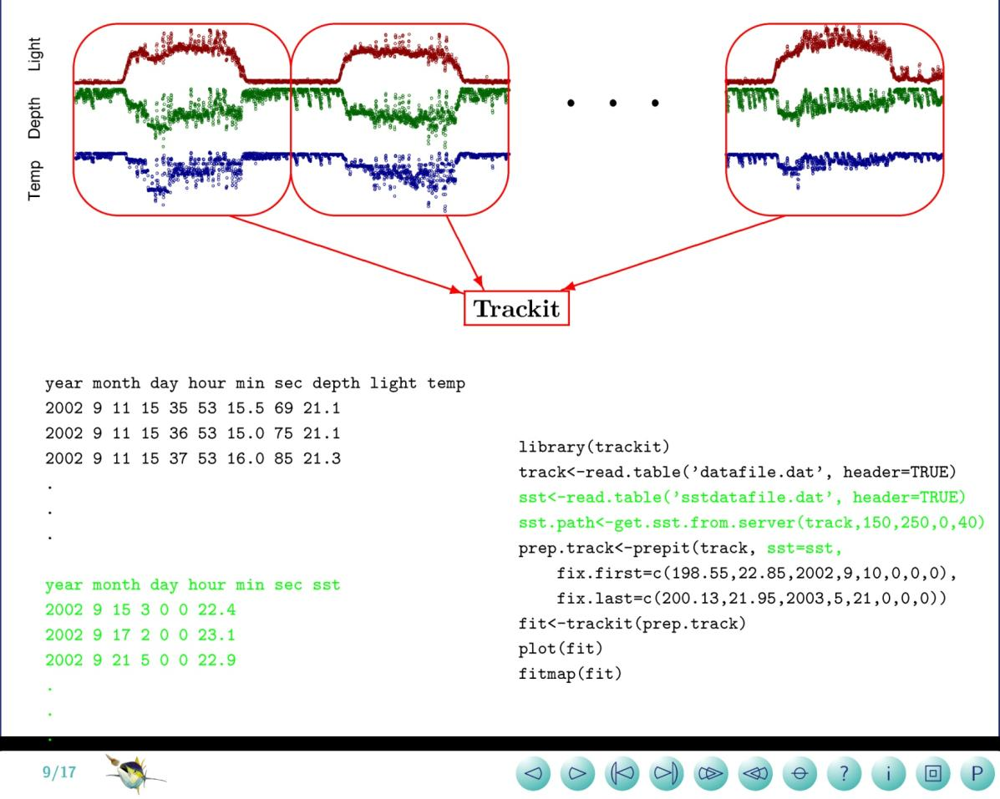 Light
Depth
Temp
Trackit
year month day hour min sec depth light temp
2002 9 11 15 35 53 15.5 69 21.1
2002 9 11 15 36 53 15.0 75 21.1
2002 9 11 15 37 53 16.0 85 21.3
.
.
.
year month day hour min sec sst
2002 9 15 3 0 0 22.4
2002 9 17 2 0 0 23.1
2002 9 21 5 0 0 22.9
.
.
.
library(trackit)
track<-read.table('datafile.dat', header=TRUE)
sst<-read.table('sstdatafile.dat', header=TRUE)
sst.path<-get.sst.from.server(track,150,250,0,40)
prep.track<-prepit(track, sst=sst,
fix.first=c(198.55,22.85,2002,9,10,0,0,0),
fix.last=c(200.13,21.95,2003,5,21,0,0,0))
fit<-trackit(prep.track)
plot(fit)
fitmap(fit)
9/17
? i P